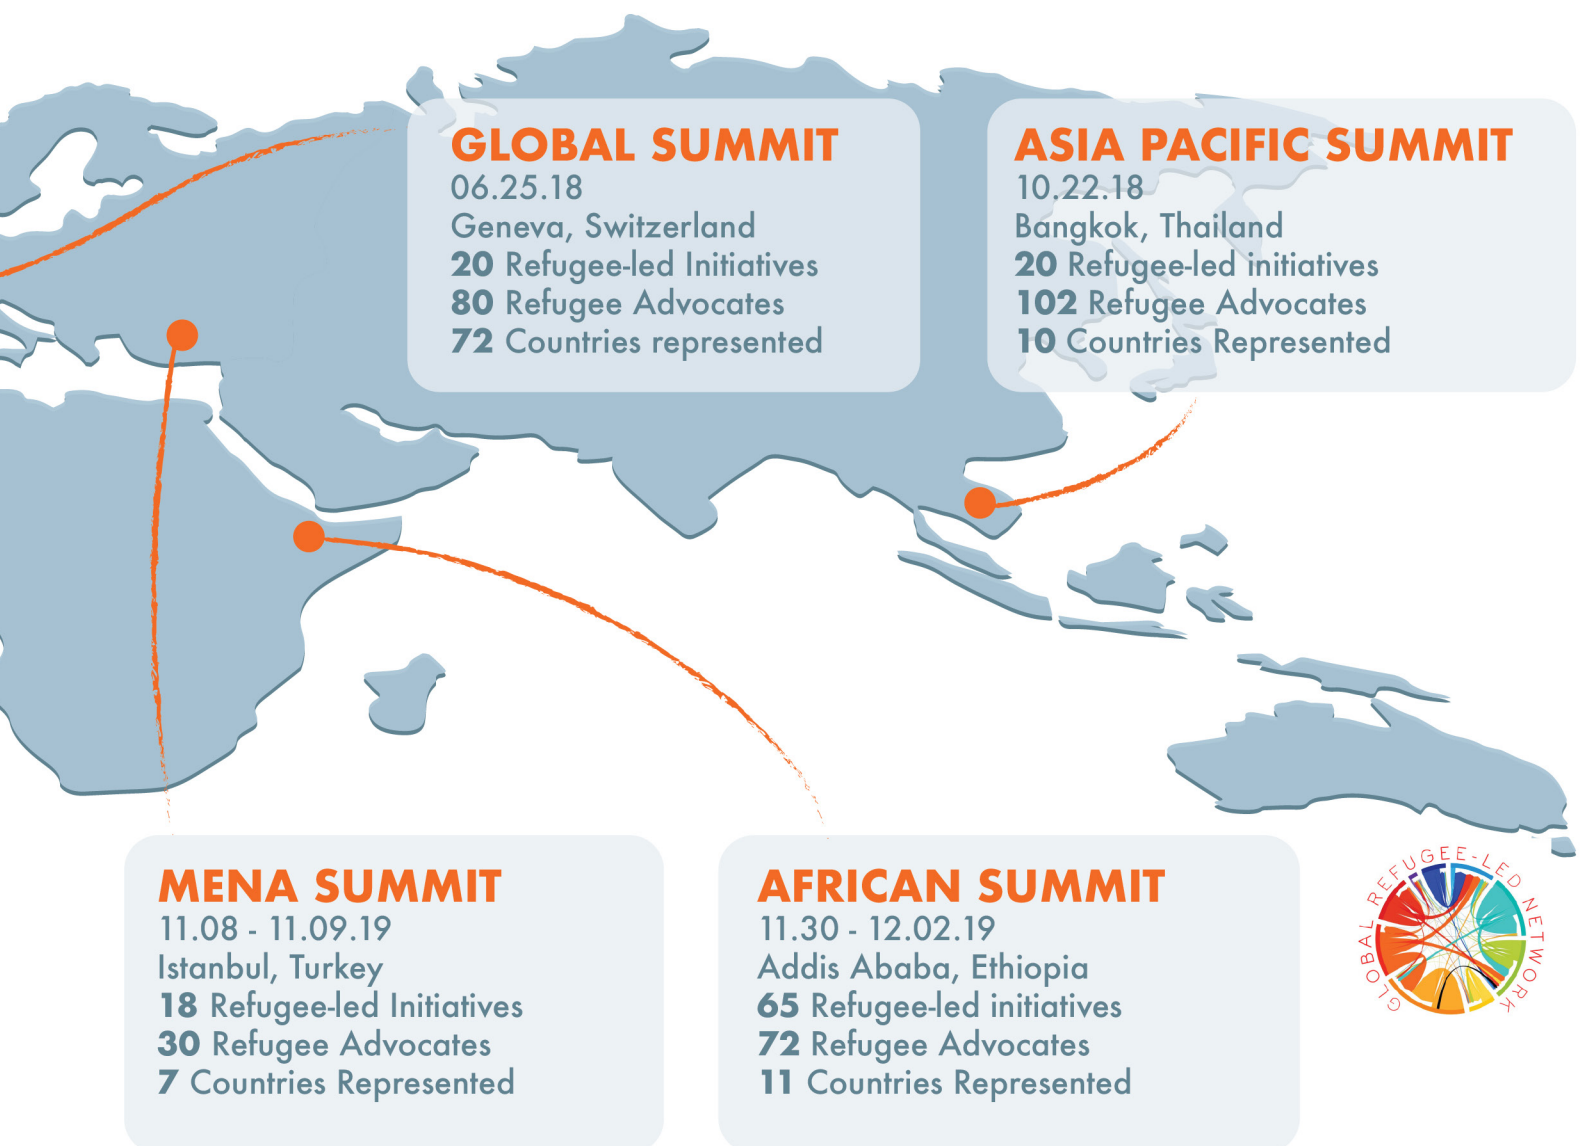 GLOBAL SUMMIT
06.25.18
Geneva, Switzerland
20 Refugee-led Initiatives
80 Refugee Advocates
72 Countries represented
ASIA PACIFIC SUMMIT
10.22.18
Bangkok, Thailand
20 Refugee-led initiatives
102 Refugee Advocates
10 Countries Represented
MENA SUMMIT
11.08 - 11.09.19
Istanbul, Turkey
18 Refugee-led Initiatives
30 Refugee Advocates
7 Countries Represented
AFRICAN SUMMIT
11.30 - 12.02.19
Addis Ababa, Ethiopia
65 Refugee-led initiatives
72 Refugee Advocates
11 Countries Represented
GLOBAL REFUGEE-LED NETWORK